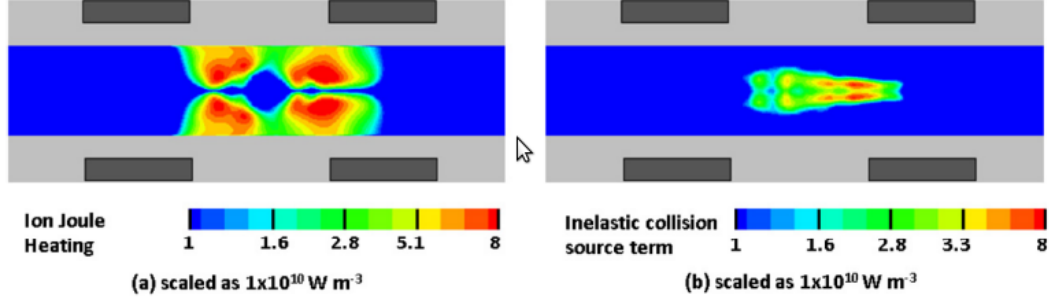 Ion Joule
Heating
1 1.6 2.8 5.1 8
(a) scaled as 1x10¹⁰ W m⁻³
Inelastic collision
source term
1 1.6 2.8 3.3 8
(b) scaled as 1x10¹⁰ W m⁻³